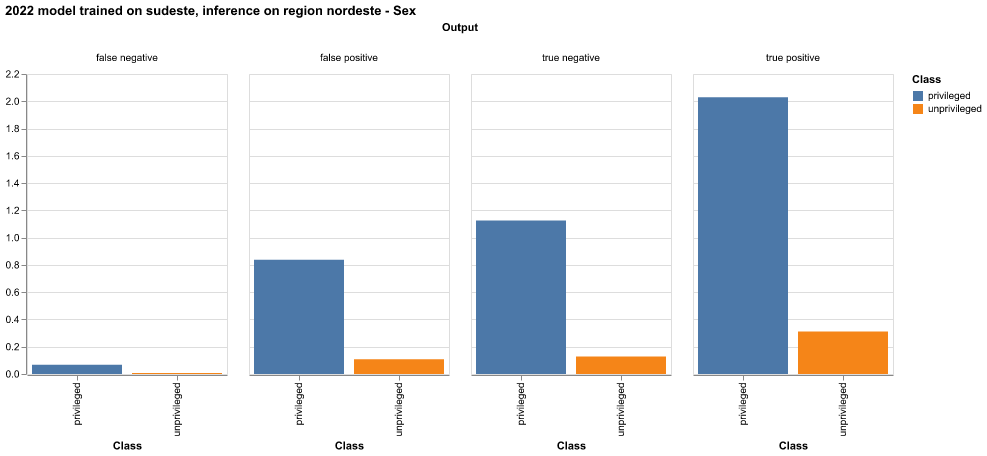 2022 model trained on sudeste, inference on region nordeste - Sex
Output
false negative false positive true negative true positive
2.2
2.0
1.8
1.6
1.4
1.2
1.0
0.8
0.6
0.4
0.2
0.0
Class
privileged
unprivileged
privileged unprivileged privileged unprivileged privileged unprivileged privileged unprivileged
Class Class Class Class